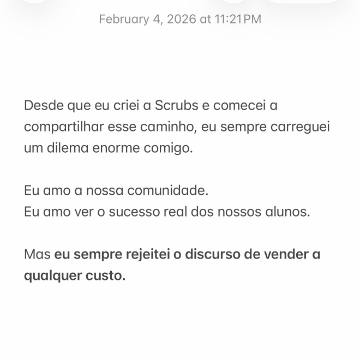 February 4, 2026 at 11:21 PM
Desde que eu criei a Scrubs e comecei a
compartilhar esse caminho, eu sempre carreguei
um dilema enorme comigo.
Eu amo a nossa comunidade.
Eu amo ver o sucesso real dos nossos alunos.
Mas eu sempre rejeitei o discurso de vender a
qualquer custo.